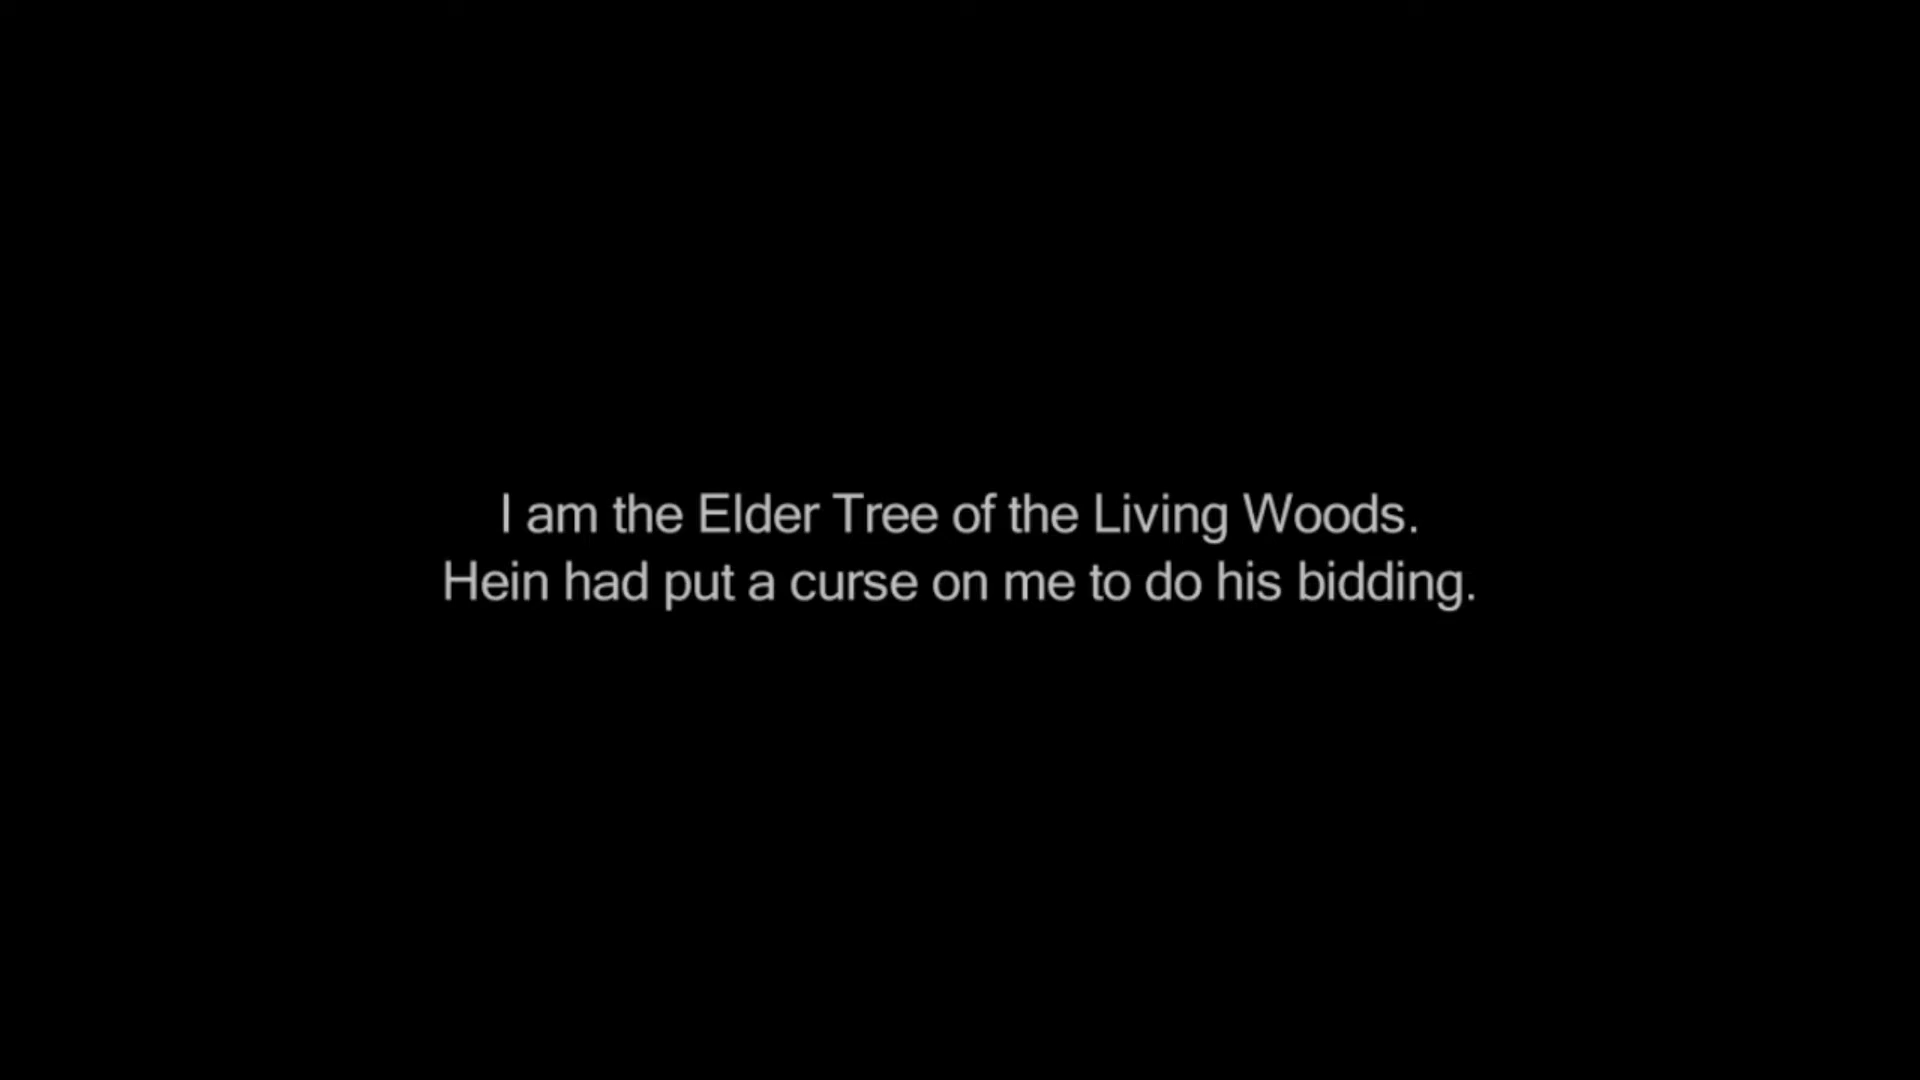 I am the Elder Tree of the Living Woods.
Hein had put a curse on me to do his bidding.